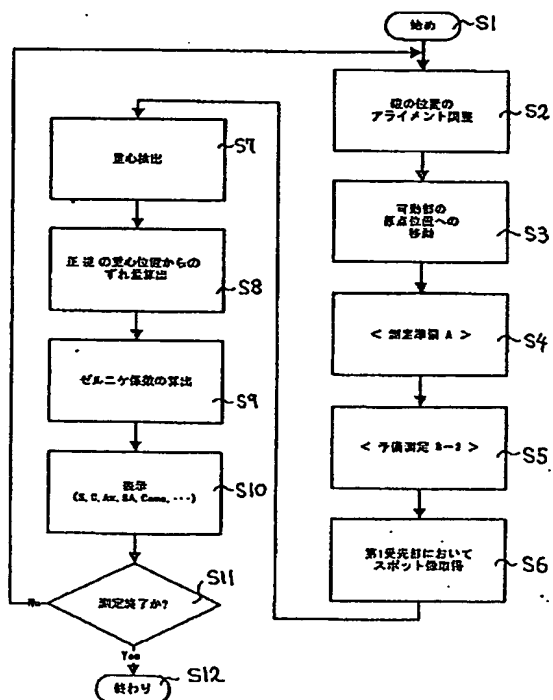 始め
S1
瞳の位置の
アライメント調整
S2
可動部の
原点位置への
移動
S3
< 測定準備 A >
S4
< 予備測定 B-2 >
S5
第1受光部において
スポット像取得
S6
重心検出
S7
正視の重心位置からの
ずれ量算出
S8
ゼルニケ係数の算出
S9
表示
(S, C, Ax, SA, Coma, ･･･)
S10
測定終了か?
S11
No
Yes
終わり
S12